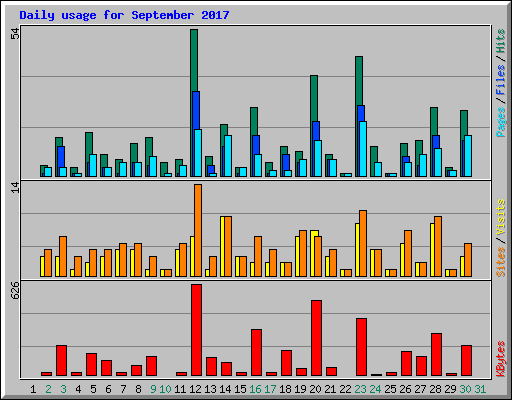 Daily usage for September 2017
54
Pages / Files / Hits
14
Sites / Visits
626
KBytes
1 2 3 4 5 6 7 8 9 10 11 12 13 14 15 16 17 18 19 20 21 22 23 24 25 26 27 28 29 30 31